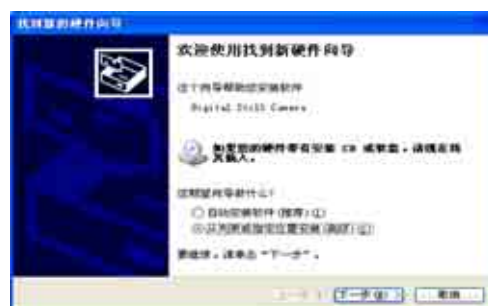 找到新的硬件向导
欢迎使用找到新硬件向导
这个向导帮助您安装软件
Digital Still Camera
如果您的硬件带有安装 CD 或软盘，请现在将
其插入。
您期望向导做什么?
自动安装软件(推荐)(I)
从列表或指定位置安装(高级)(S)
要继续，请单击“下一步”。
下一步(N) >
取消